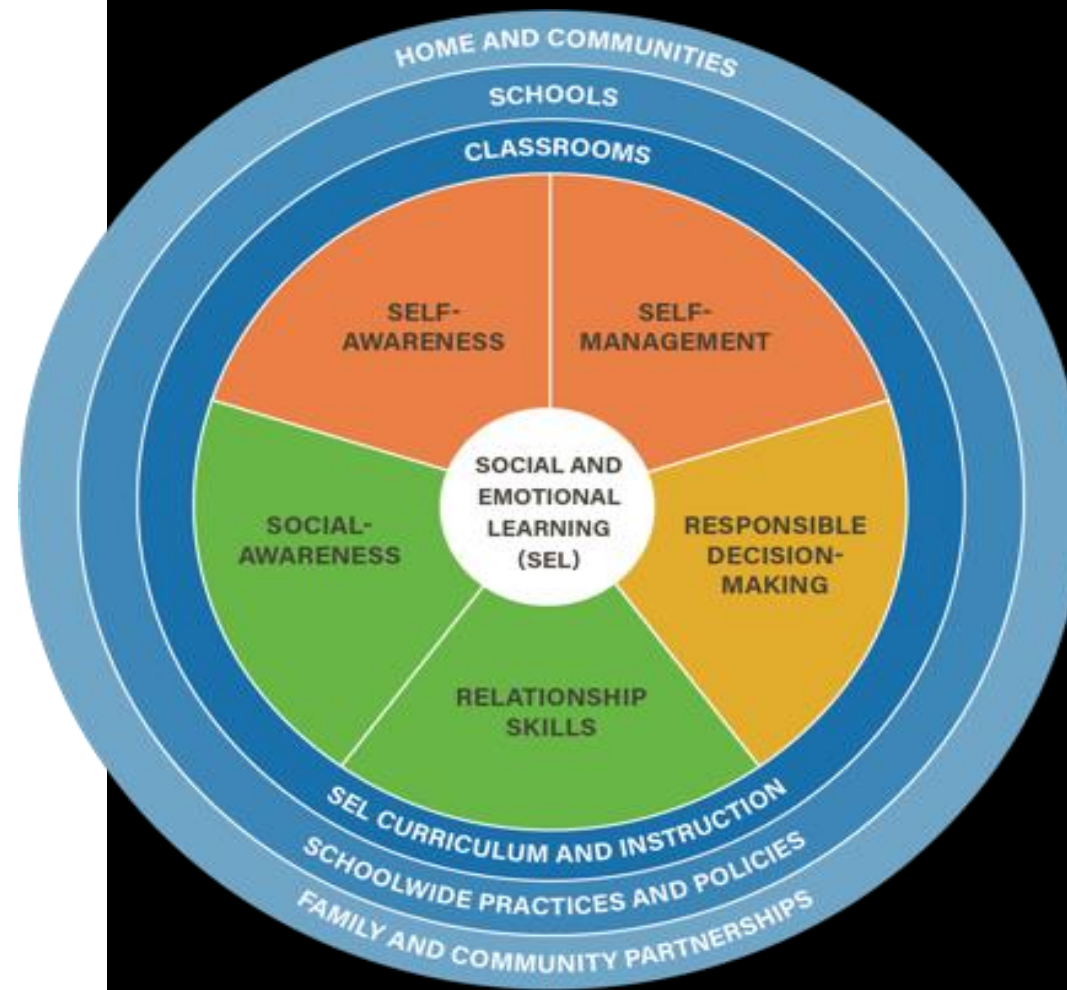 HOME AND COMMUNITIES
SCHOOLS
CLASSROOMS
SELF-
AWARENESS
SELF-
MANAGEMENT
SOCIAL AND
EMOTIONAL
LEARNING
(SEL)
SOCIAL-
AWARENESS
RESPONSIBLE
DECISION-
MAKING
RELATIONSHIP
SKILLS
SEL CURRICULUM AND INSTRUCTION
SCHOOLWIDE PRACTICES AND POLICIES
FAMILY AND COMMUNITY PARTNERSHIPS